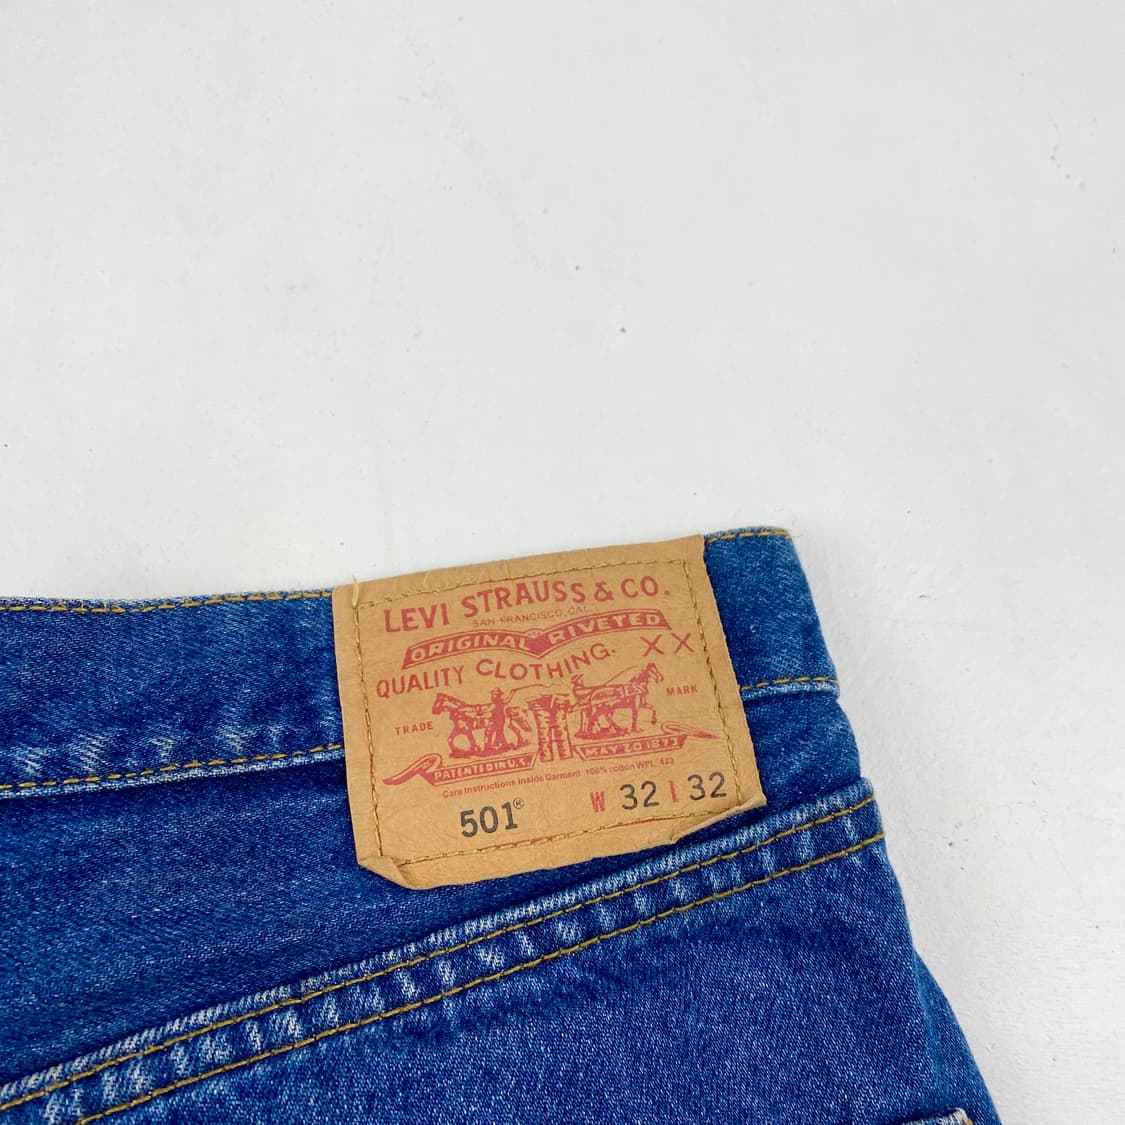 LEVI STRAUSS & CO.
SAN FRANCISCO, CAL.
ORIGINAL RIVETED
QUALITY CLOTHING. XX
TRADE MARK
PATENTED IN U.S. MAY 20 1873
Care Instructions Inside Garment 100% cotton WPL 423
501® W 32 L 32